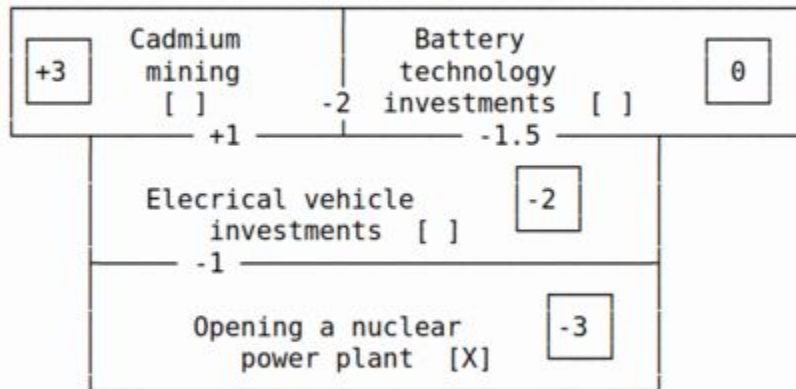 Cadmium Battery
+3 mining technology 0
[ ] -2 investments [ ]
+1 -1.5
Elecrical vehicle -2
investments [ ]
-1
Opening a nuclear -3
power plant [X]